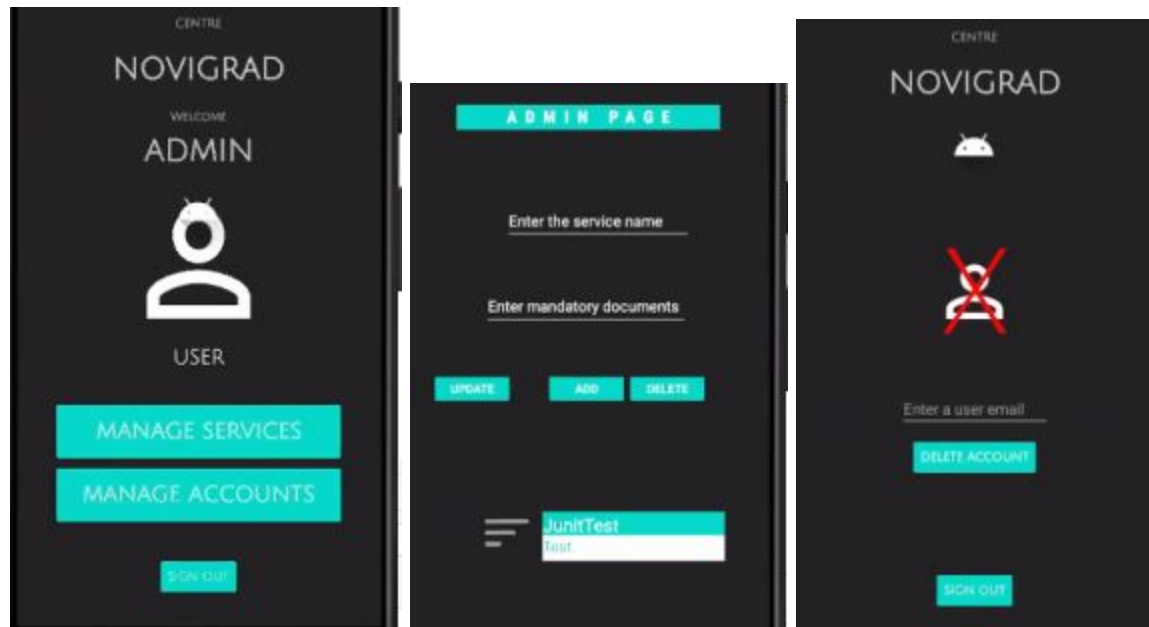 CENTRE
NOVIGRAD
WELCOME
ADMIN
USER
MANAGE SERVICES
MANAGE ACCOUNTS
SIGN OUT
ADMIN PAGE
Enter the service name
Enter mandatory documents
UPDATE ADD DELETE
JunitTest
Test
CENTRE
NOVIGRAD
Enter a user email
DELETE ACCOUNT
SIGN OUT